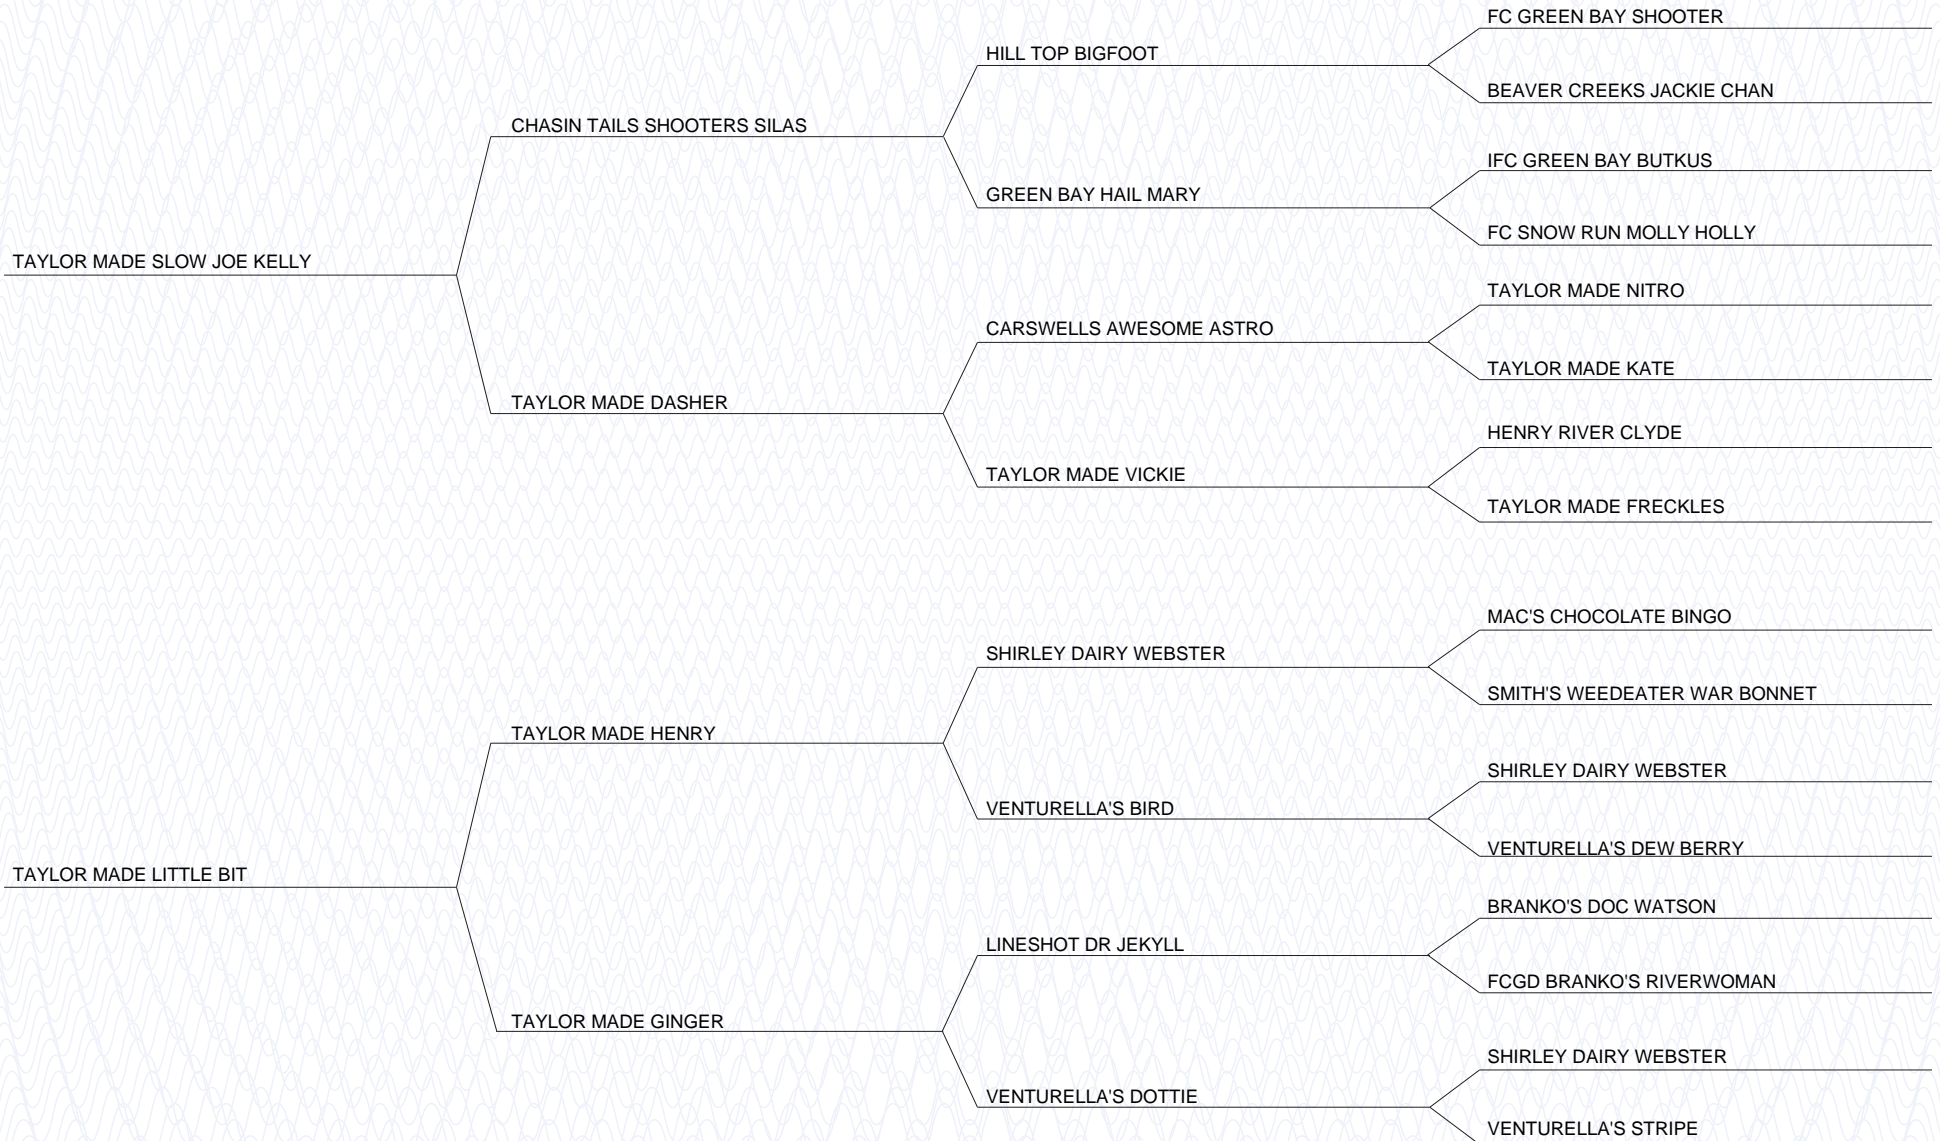 FC GREEN BAY SHOOTER
HILL TOP BIGFOOT
BEAVER CREEKS JACKIE CHAN
CHASIN TAILS SHOOTERS SILAS
IFC GREEN BAY BUTKUS
GREEN BAY HAIL MARY
FC SNOW RUN MOLLY HOLLY
TAYLOR MADE SLOW JOE KELLY
TAYLOR MADE NITRO
CARSWELLS AWESOME ASTRO
TAYLOR MADE KATE
TAYLOR MADE DASHER
HENRY RIVER CLYDE
TAYLOR MADE VICKIE
TAYLOR MADE FRECKLES
MAC'S CHOCOLATE BINGO
SHIRLEY DAIRY WEBSTER
SMITH'S WEEDEATER WAR BONNET
TAYLOR MADE HENRY
SHIRLEY DAIRY WEBSTER
VENTURELLA'S BIRD
VENTURELLA'S DEW BERRY
TAYLOR MADE LITTLE BIT
BRANKO'S DOC WATSON
LINESHOT DR JEKYLL
FCGD BRANKO'S RIVERWOMAN
TAYLOR MADE GINGER
SHIRLEY DAIRY WEBSTER
VENTURELLA'S DOTTIE
VENTURELLA'S STRIPE